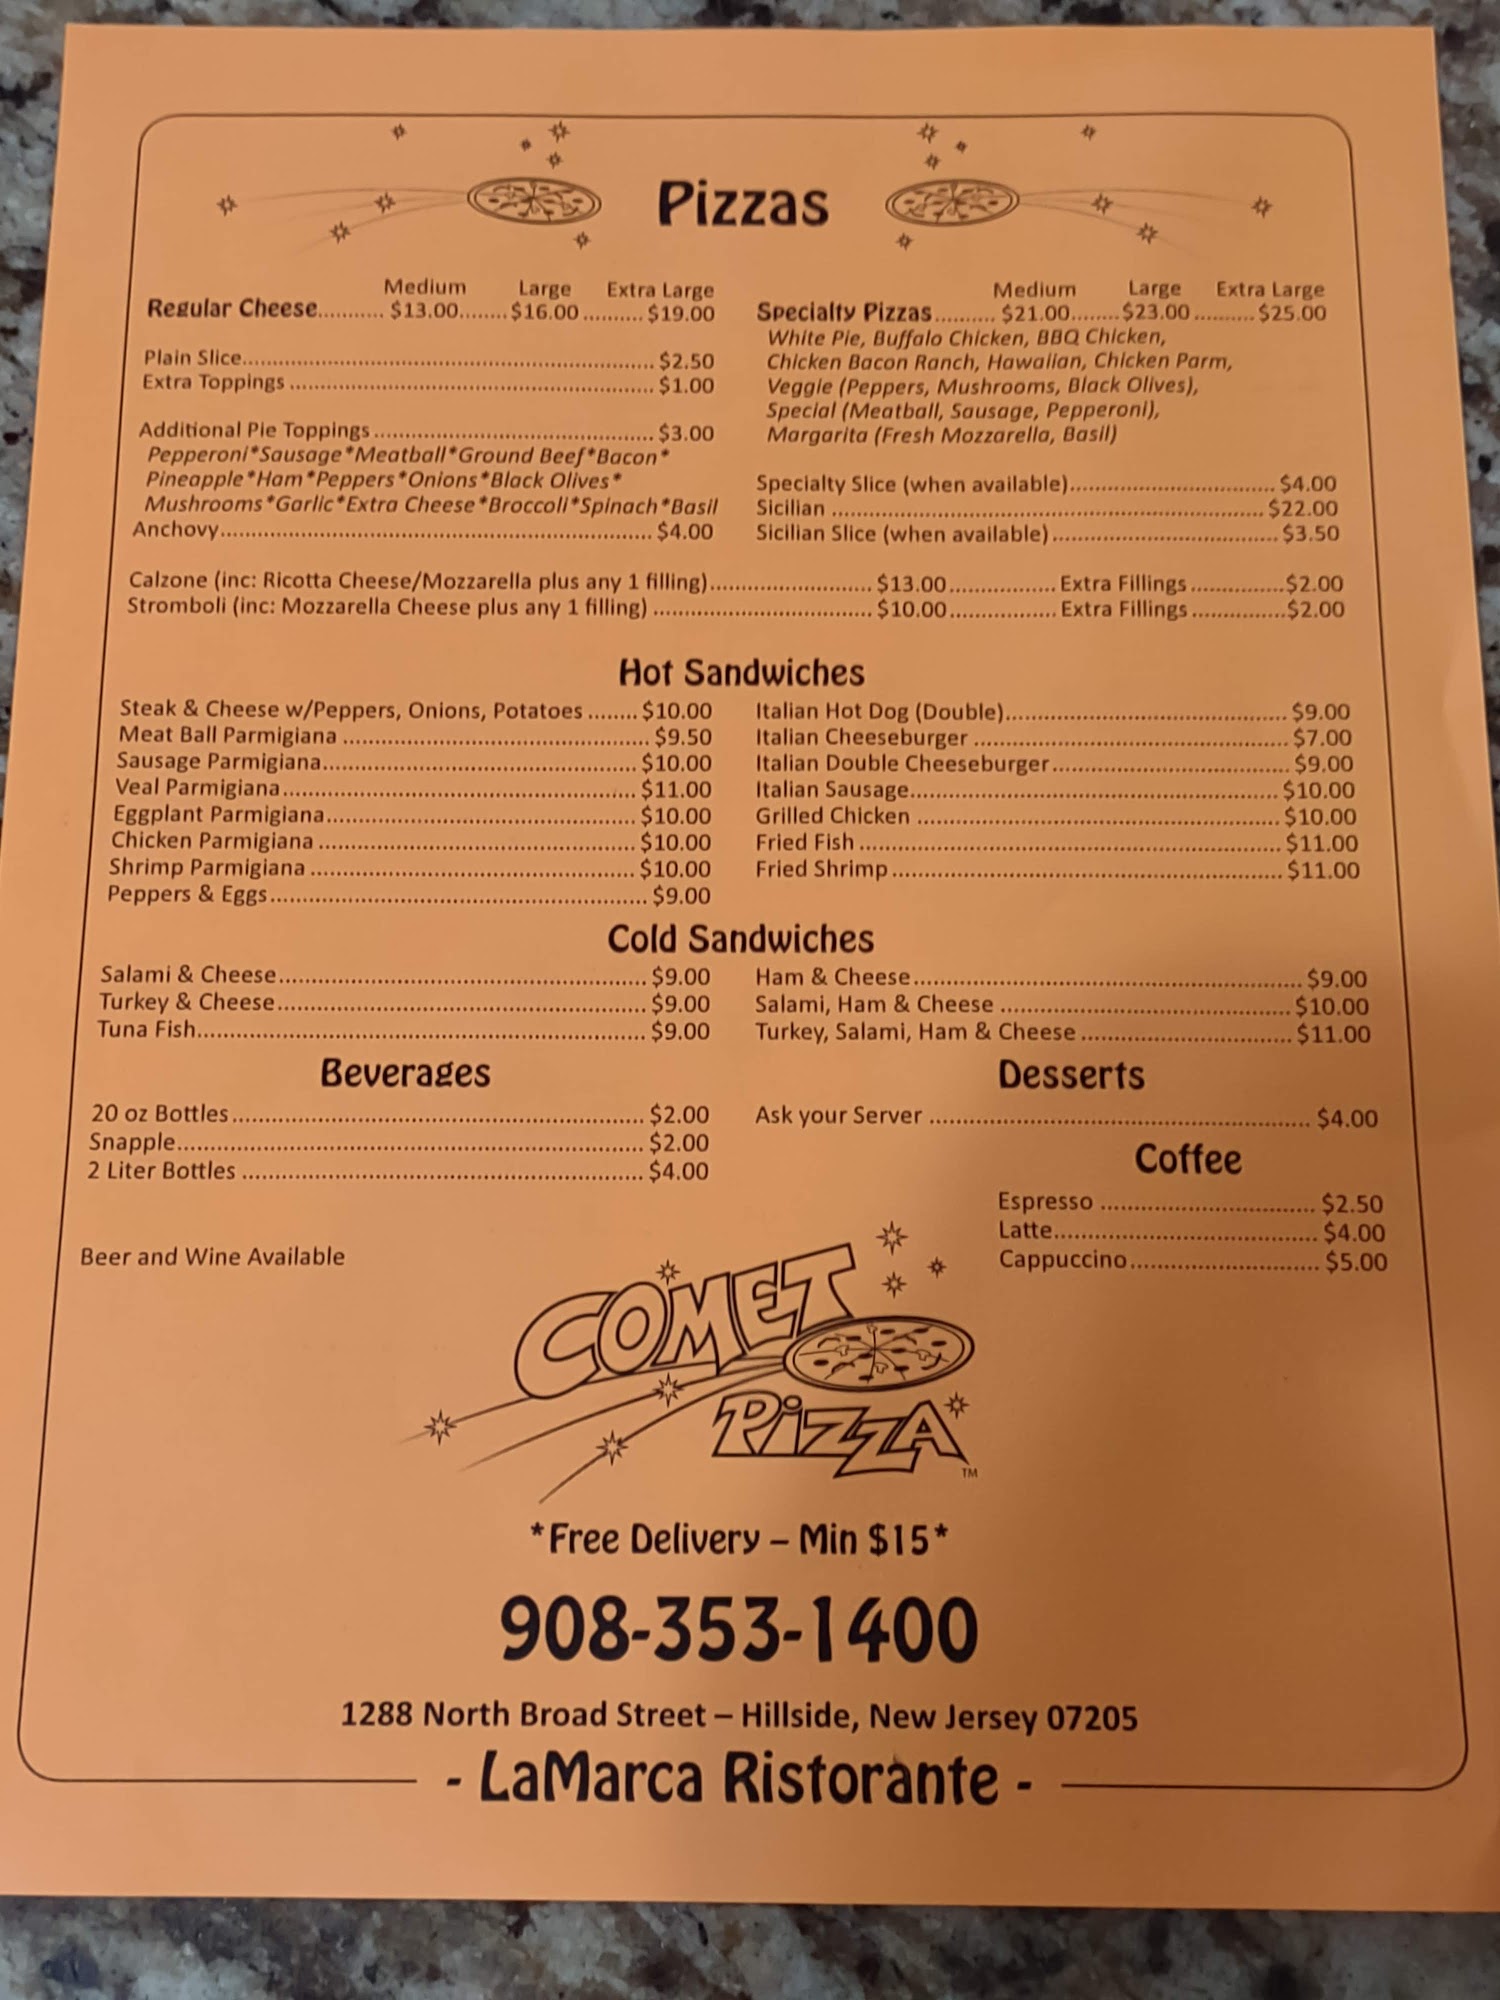 Pizzas
Medium Large Extra Large
Regular Cheese........... $13.00........ $16.00 .......... $19.00
Plain Slice.......... $2.50
Extra Toppings .......... $1.00
Additional Pie Toppings .......... $3.00
Pepperoni*Sausage*Meatball*Ground Beef*Bacon*
Pineapple*Ham*Peppers*Onions*Black Olives*
Mushrooms*Garlic*Extra Cheese*Broccoli*Spinach*Basil
Anchovy.......... $4.00
Medium Large Extra Large
Specialty Pizzas.......... $21.00........ $23.00 .......... $25.00
White Pie, Buffalo Chicken, BBQ Chicken,
Chicken Bacon Ranch, Hawaiian, Chicken Parm,
Veggie (Peppers, Mushrooms, Black Olives),
Special (Meatball, Sausage, Pepperoni),
Margarita (Fresh Mozzarella, Basil)
Specialty Slice (when available).......... $4.00
Sicilian .......... $22.00
Sicilian Slice (when available).......... $3.50
Calzone (inc: Ricotta Cheese/Mozzarella plus any 1 filling).......... $13.00.......... Extra Fillings .......... $2.00
Stromboli (inc: Mozzarella Cheese plus any 1 filling) .......... $10.00.......... Extra Fillings .......... $2.00
Hot Sandwiches
Steak & Cheese w/Peppers, Onions, Potatoes ........ $10.00
Meat Ball Parmigiana .......... $9.50
Sausage Parmigiana.......... $10.00
Veal Parmigiana.......... $11.00
Eggplant Parmigiana.......... $10.00
Chicken Parmigiana .......... $10.00
Shrimp Parmigiana .......... $10.00
Peppers & Eggs.......... $9.00
Italian Hot Dog (Double).......... $9.00
Italian Cheeseburger .......... $7.00
Italian Double Cheeseburger.......... $9.00
Italian Sausage.......... $10.00
Grilled Chicken .......... $10.00
Fried Fish .......... $11.00
Fried Shrimp .......... $11.00
Cold Sandwiches
Salami & Cheese.......... $9.00
Turkey & Cheese.......... $9.00
Tuna Fish.......... $9.00
Ham & Cheese.......... $9.00
Salami, Ham & Cheese .......... $10.00
Turkey, Salami, Ham & Cheese .......... $11.00
Beverages
20 oz Bottles.......... $2.00
Snapple.......... $2.00
2 Liter Bottles .......... $4.00
Beer and Wine Available
Desserts
Ask your Server .......... $4.00
Coffee
Espresso .......... $2.50
Latte.......... $4.00
Cappuccino.......... $5.00
COMET
PiZZA
TM
*Free Delivery – Min $15*
908-353-1400
1288 North Broad Street – Hillside, New Jersey 07205
- LaMarca Ristorante -